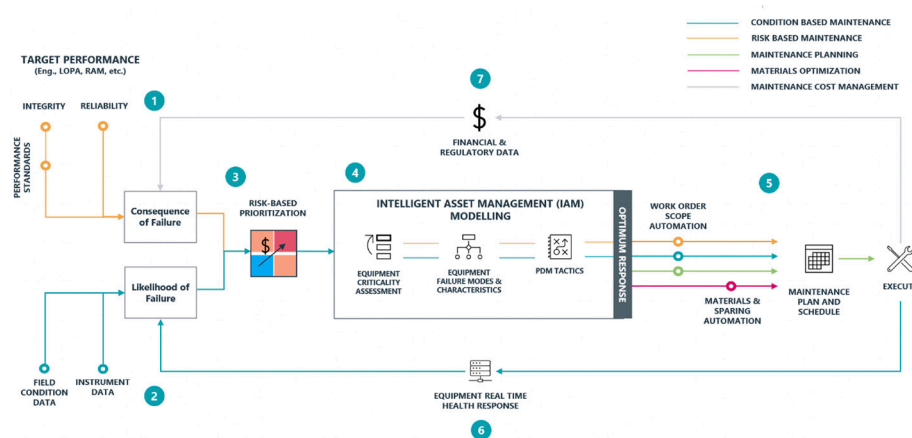 CONDITION BASED MAINTENANCE
RISK BASED MAINTENANCE
MAINTENANCE PLANNING
MATERIALS OPTIMIZATION
MAINTENANCE COST MANAGEMENT
TARGET PERFORMANCE
(Eng., LOPA, RAM, etc.)
INTEGRITY
RELIABILITY
PERFORMANCE
STANDARDS
1
Consequence
of Failure
Likelihood of
Failure
FIELD
CONDITION
DATA
INSTRUMENT
DATA
2
3
RISK-BASED
PRIORITIZATION
$
4
INTELLIGENT ASSET MANAGEMENT (IAM)
MODELLING
EQUIPMENT
CRITICALITY
ASSESSMENT
EQUIPMENT
FAILURE MODES &
CHARACTERISTICS
PDM TACTICS
OPTIMUM RESPONSE
7
$
FINANCIAL &
REGULATORY DATA
5
WORK ORDER
SCOPE
AUTOMATION
MATERIALS &
SPARING
AUTOMATION
MAINTENANCE
PLAN AND
SCHEDULE
EXECUT
EQUIPMENT REAL TIME
HEALTH RESPONSE
6